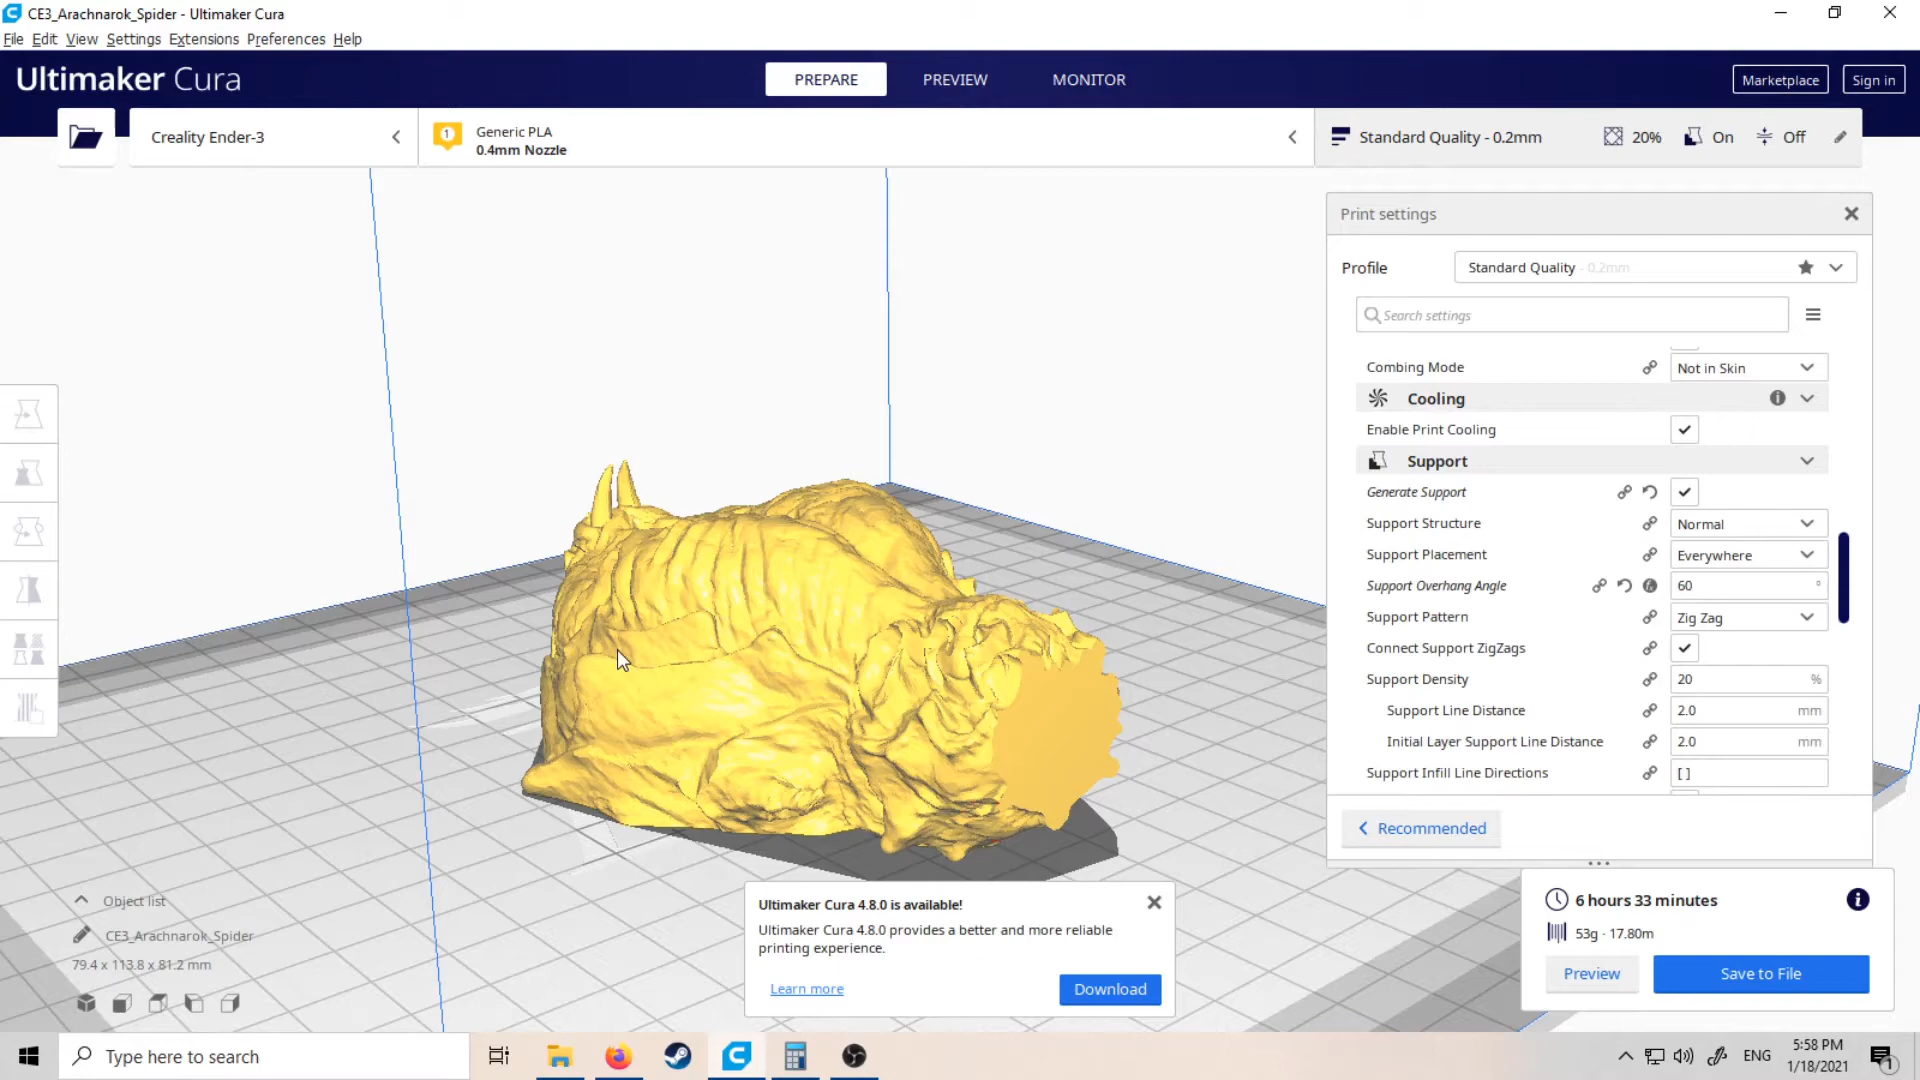 CE3_Arachnarok_Spider - Ultimaker Cura
File Edit View Settings Extensions Preferences Help
Ultimaker Cura
PREPARE
PREVIEW
MONITOR
Marketplace
Sign in
Creality Ender-3
1
Generic PLA
0.4mm Nozzle
Standard Quality - 0.2mm
20%
On
Off
Print settings
Profile
Standard Quality - 0.2mm
Search settings
Combing Mode
Not in Skin
Cooling
Enable Print Cooling
Support
Generate Support
Support Structure
Normal
Support Placement
Everywhere
Support Overhang Angle
60 °
Support Pattern
Zig Zag
Connect Support ZigZags
Support Density
20 %
Support Line Distance
2.0 mm
Initial Layer Support Line Distance
2.0 mm
Support Infill Line Directions
[ ]
Recommended
Object list
CE3_Arachnarok_Spider
79.4 x 113.8 x 81.2 mm
Ultimaker Cura 4.8.0 is available!
Ultimaker Cura 4.8.0 provides a better and more reliable
printing experience.
Learn more
Download
6 hours 33 minutes
53g · 17.80m
Preview
Save to File
Type here to search
ENG
5:58 PM
1/18/2021
1